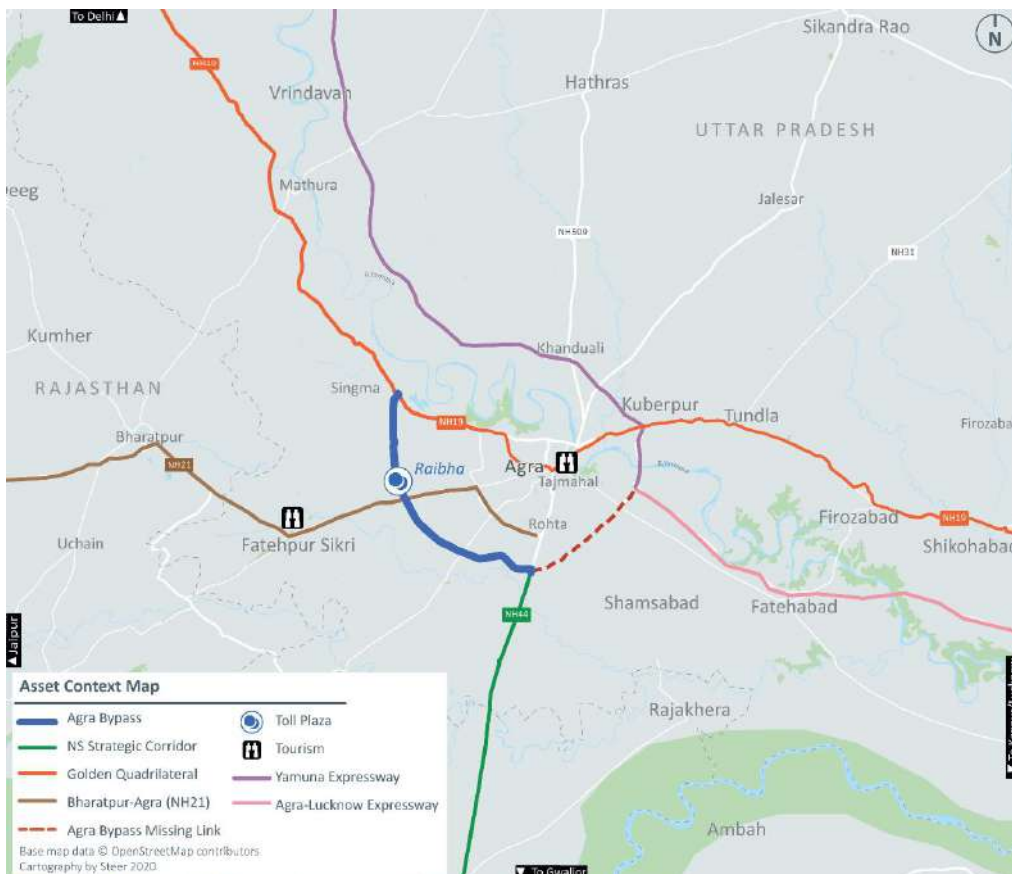 To Delhi ▲
N
Sikandra Rao
NH19
Vrindavan
Hathras
UTTAR PRADESH
Deeg
Mathura
Jalesar
NH509
NH31
Kumher
Khanduali
RAJASTHAN
Singma
Kuberpur
Tundla
NH19
Firozaba
Bharatpur
NH21
Raibha
Agra
Tajmahal
Fatehpur Sikri
Rohta
Uchain
Firozabad
NH19
Shikohabad
Shamsabad
Fatehabad
NH44
▲ Jaipur
Rajakhera
Ambah
▼ To Gwalior
Asset Context Map
Agra Bypass
Toll Plaza
NS Strategic Corridor
Tourism
Golden Quadrilateral
Yamuna Expressway
Bharatpur-Agra (NH21)
Agra-Lucknow Expressway
Agra Bypass Missing Link
Base map data © OpenStreetMap contributors
Cartography by Steer 2020